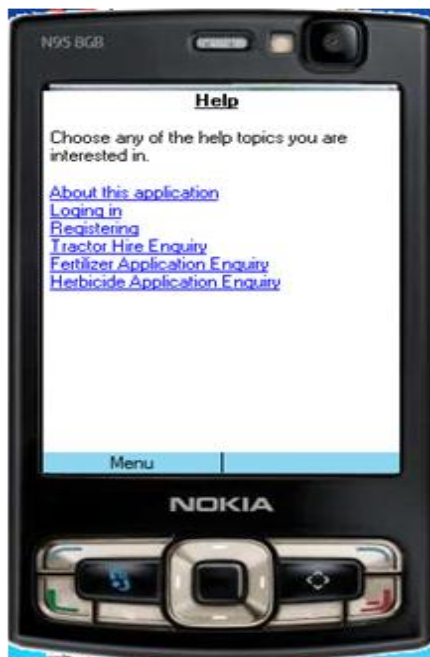 N95 8GB
Help
Choose any of the help topics you are
interested in.
About this application
Loging in
Registering
Tractor Hire Enquiry
Fertilizer Application Enquiry
Herbicide Application Enquiry
Menu
NOKIA